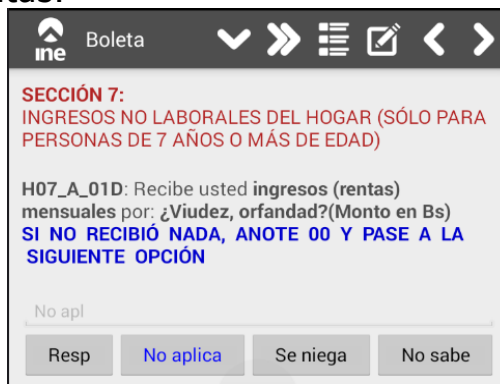 ine Boleta
SECCIÓN 7:
INGRESOS NO LABORALES DEL HOGAR (SÓLO PARA
PERSONAS DE 7 AÑOS O MÁS DE EDAD)
H07_A_01D: Recibe usted ingresos (rentas)
mensuales por: ¿Viudez, orfandad?(Monto en Bs)
SI NO RECIBIÓ NADA, ANOTE 00 Y PASE A LA
SIGUIENTE OPCIÓN
No apl
Resp No aplica Se niega No sabe